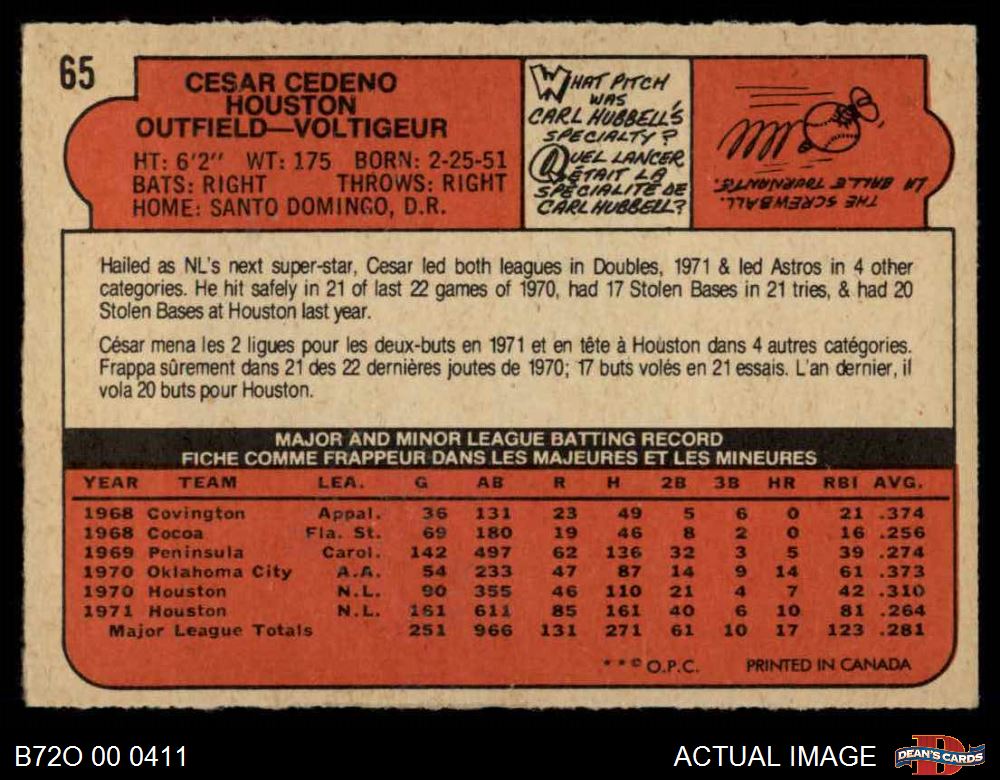 65
CESAR CEDENO
HOUSTON
OUTFIELD—VOLTIGEUR
HT: 6'2" WT: 175 BORN: 2-25-51
BATS: RIGHT THROWS: RIGHT
HOME: SANTO DOMINGO, D.R.
WHAT PITCH
WAS
CARL HUBBELL'S
SPECIALTY?
QUEL LANCER
ÉTAIT LA
SPÉCIALITÉ DE
CARL HUBBELL?
THE SCREWBALL.
LA BALLE TOURNANTE.
Hailed as NL's next super-star, Cesar led both leagues in Doubles, 1971 & led Astros in 4 other
categories. He hit safely in 21 of last 22 games of 1970, had 17 Stolen Bases in 21 tries, & had 20
Stolen Bases at Houston last year.
César mena les 2 ligues pour les deux-buts en 1971 et en tête à Houston dans 4 autres catégories.
Frappa sûrement dans 21 des 22 dernières joutes de 1970; 17 buts volés en 21 essais. L'an dernier, il
vola 20 buts pour Houston.
MAJOR AND MINOR LEAGUE BATTING RECORD
FICHE COMME FRAPPEUR DANS LES MAJEURES ET LES MINEURES
YEAR TEAM LEA. G AB R H 2B 3B HR RBI AVG.
1968 Covington Appal. 36 131 23 49 5 6 0 21 .374
1968 Cocoa Fla. St. 69 180 19 46 8 2 0 16 .256
1969 Peninsula Carol. 142 497 62 136 32 3 5 39 .274
1970 Oklahoma City A.A. 54 233 47 87 14 9 14 61 .373
1970 Houston N.L. 90 355 46 110 21 4 7 42 .310
1971 Houston N.L. 161 611 85 161 40 6 10 81 .264
Major League Totals 251 966 131 271 61 10 17 123 .281
**© O.P.C. PRINTED IN CANADA
B72O 00 0411
ACTUAL IMAGE
DEAN'S CARDS